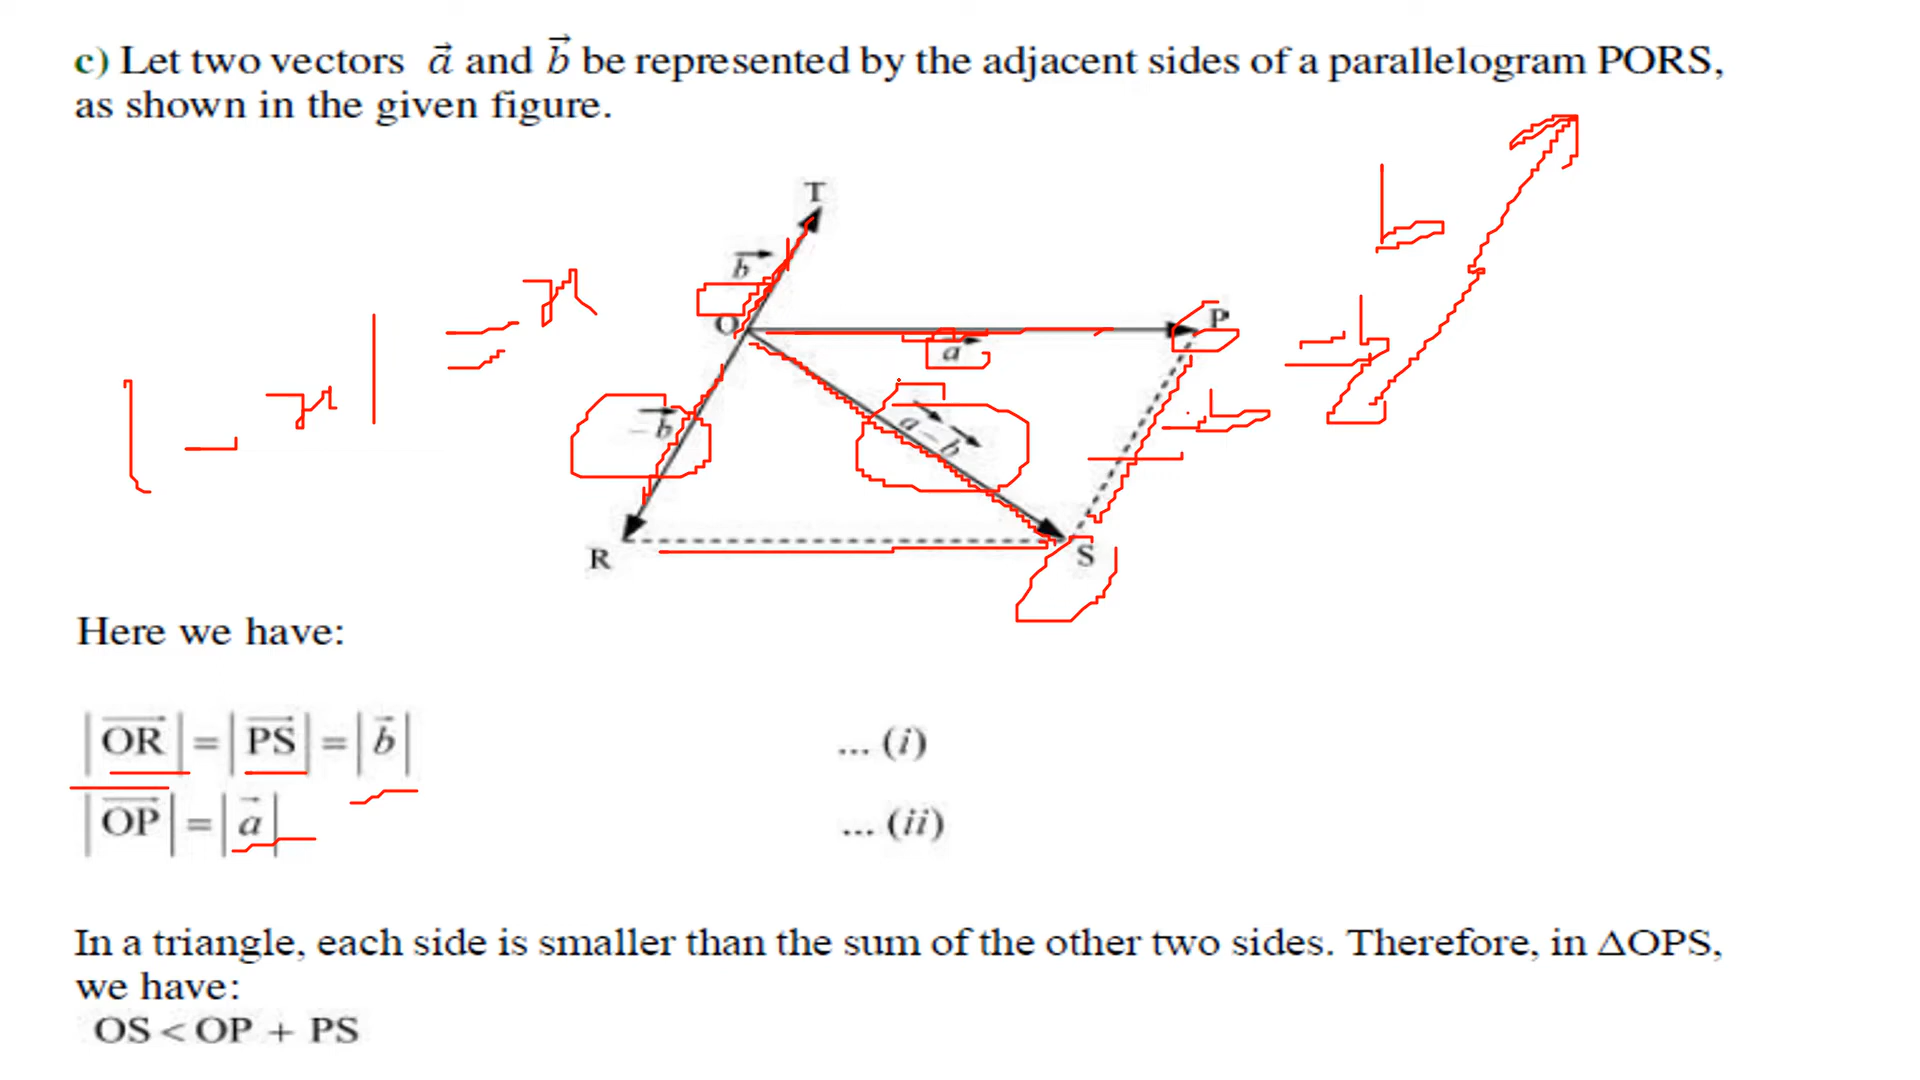 c) Let two vectors a⃗ and b⃗ be represented by the adjacent sides of a parallelogram PORS,
as shown in the given figure.
T
b⃗
O
P
a⃗
-b⃗
a⃗ - b⃗
R
S
b
-b
|-x| = x
Here we have:
|OR⃗| = |PS⃗| = |b⃗| ... (i)
|OP⃗| = |a⃗| ... (ii)
In a triangle, each side is smaller than the sum of the other two sides. Therefore, in ΔOPS,
we have:
OS < OP + PS